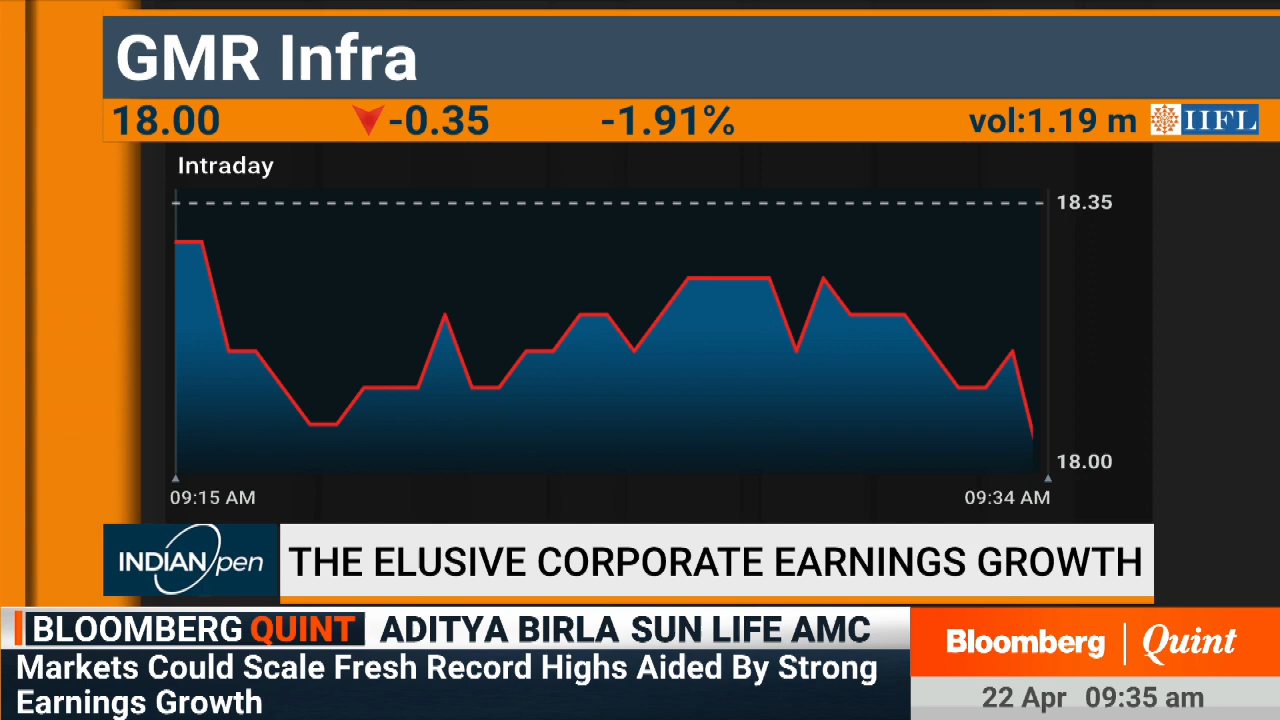 GMR Infra
18.00 -0.35 -1.91% vol:1.19 m IIFL
Intraday
18.35
18.00
09:15 AM 09:34 AM
INDIAN Open THE ELUSIVE CORPORATE EARNINGS GROWTH
BLOOMBERG QUINT ADITYA BIRLA SUN LIFE AMC
Markets Could Scale Fresh Record Highs Aided By Strong
Earnings Growth
Bloomberg | Quint
22 Apr 09:35 am